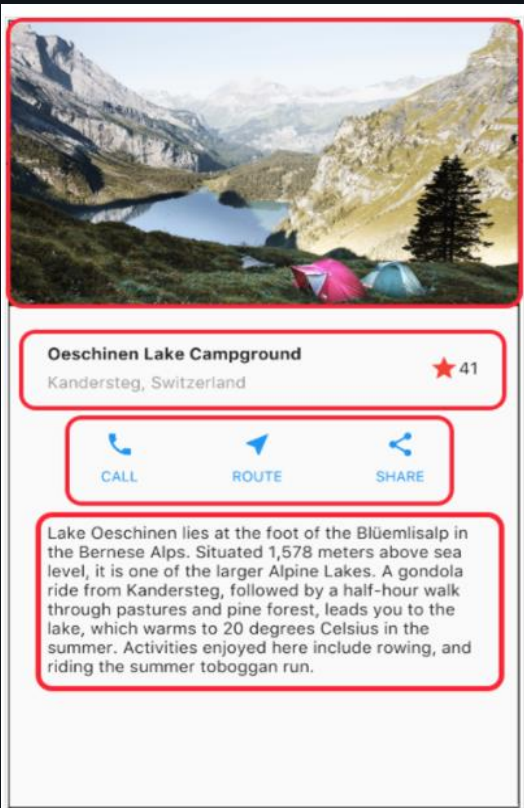 Oeschinen Lake Campground
Kandersteg, Switzerland
41
CALL
ROUTE
SHARE
Lake Oeschinen lies at the foot of the Blüemlisalp in
the Bernese Alps. Situated 1,578 meters above sea
level, it is one of the larger Alpine Lakes. A gondola
ride from Kandersteg, followed by a half-hour walk
through pastures and pine forest, leads you to the
lake, which warms to 20 degrees Celsius in the
summer. Activities enjoyed here include rowing, and
riding the summer toboggan run.